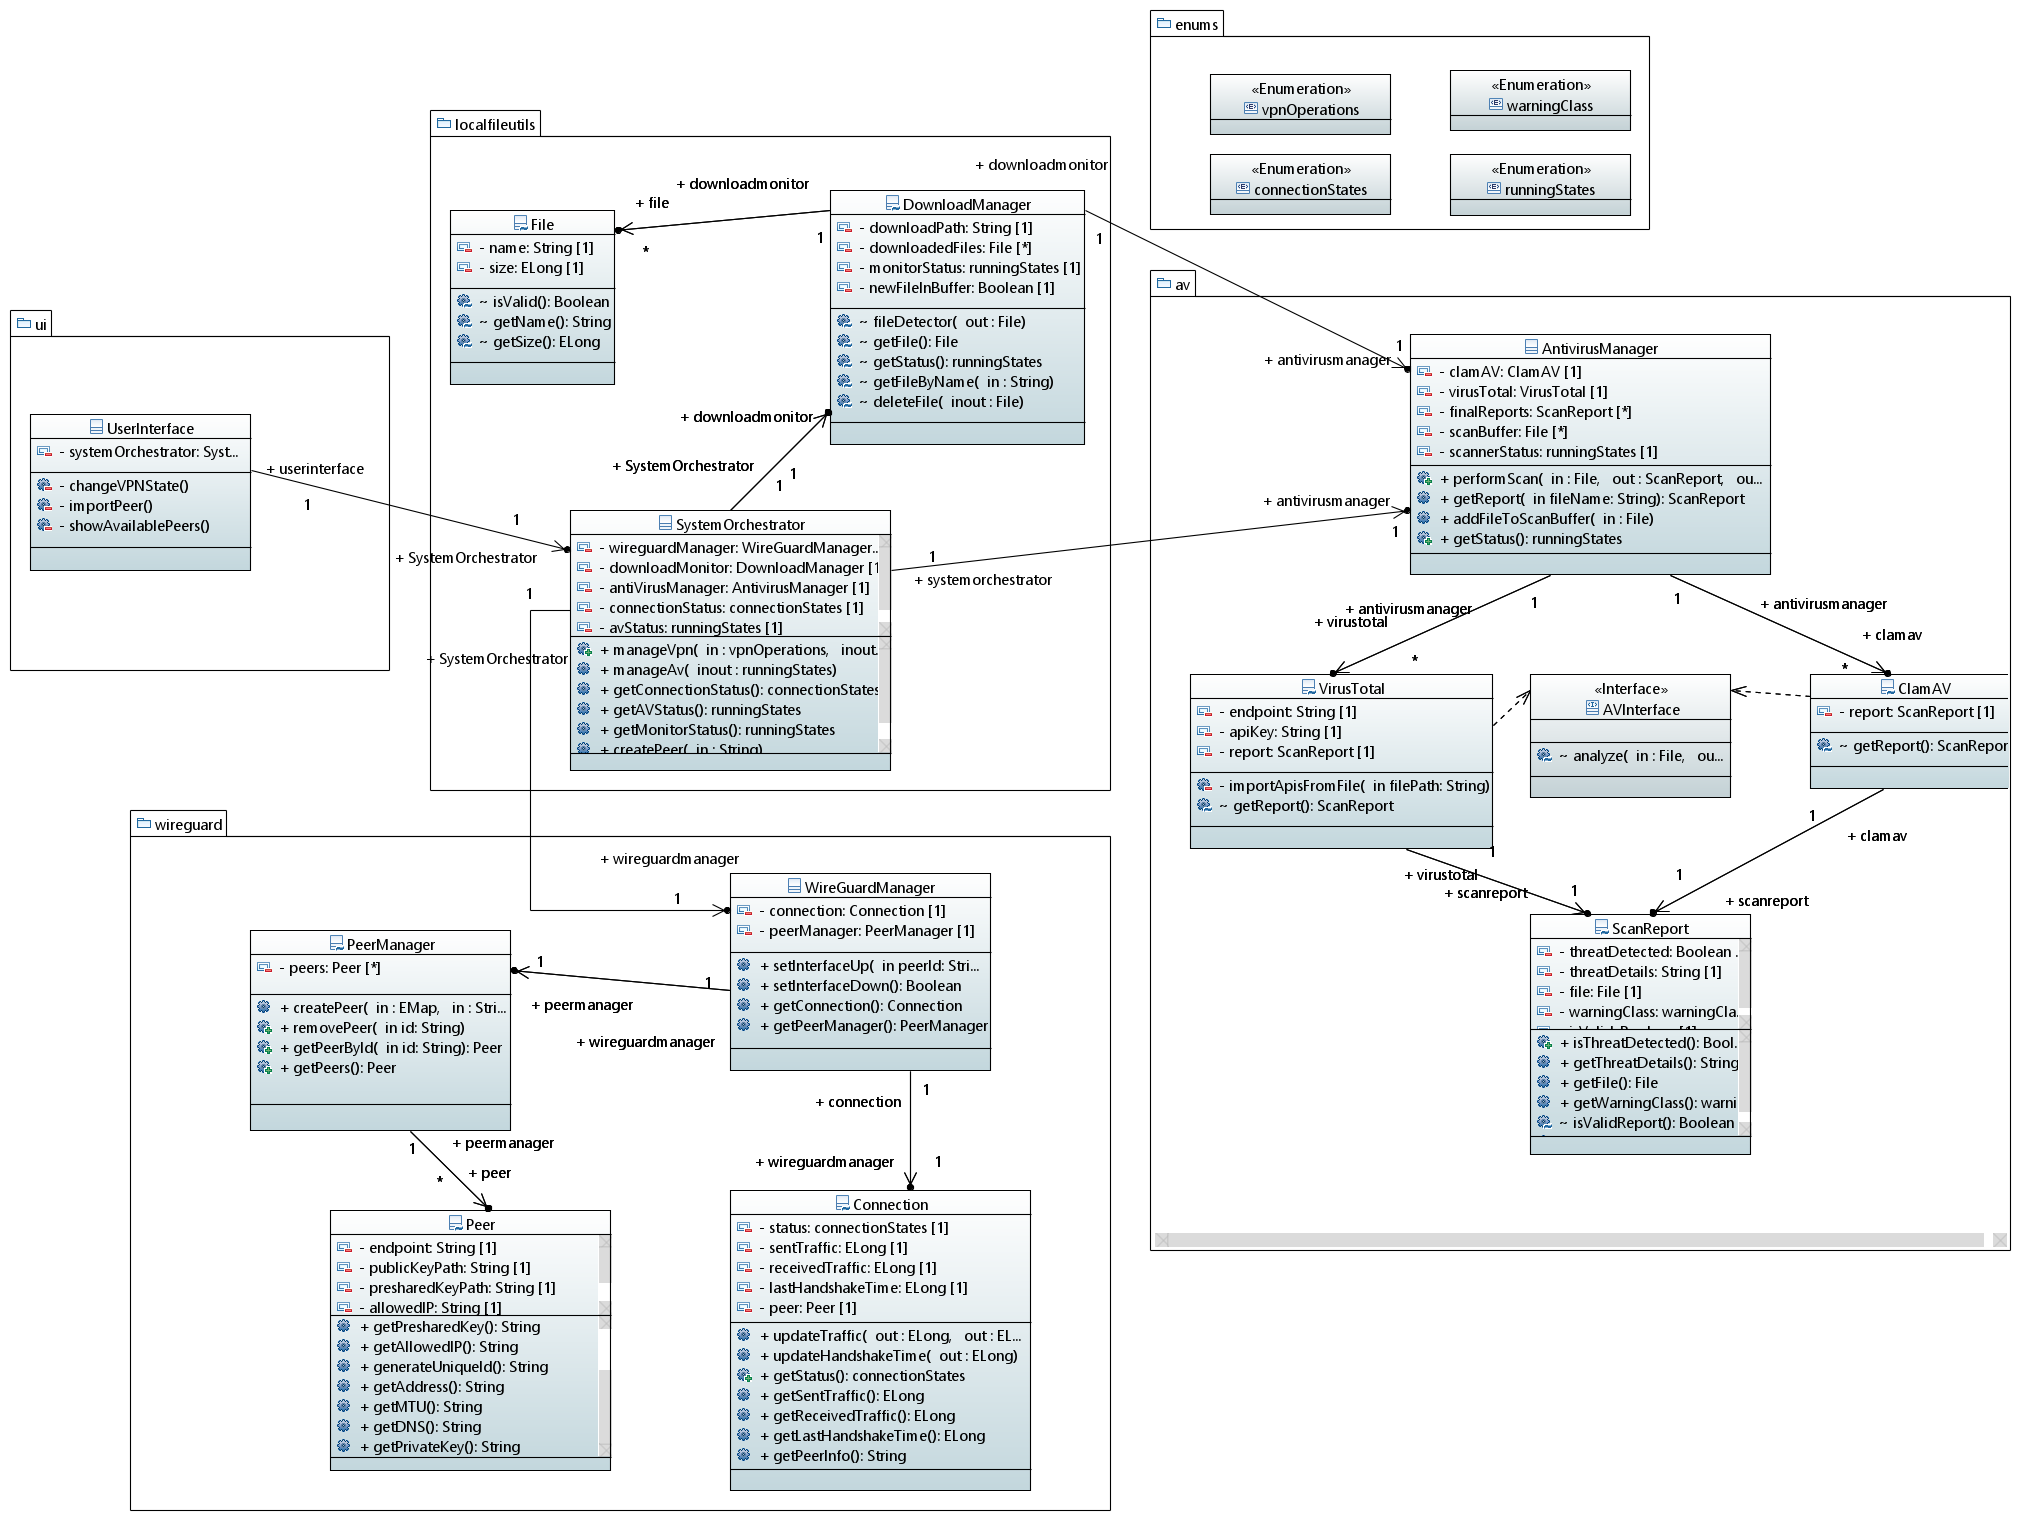 enums
«Enumeration»
vpnOperations
«Enumeration»
warningClass
«Enumeration»
connectionStates
«Enumeration»
runningStates
localfileutils
+ downloadmonitor
+ downloadmonitor
+ file
*
1
1
File
- name: String [1]
- size: ELong [1]
~ isValid(): Boolean
~ getName(): String
~ getSize(): ELong
DownloadManager
- downloadPath: String [1]
- downloadedFiles: File [*]
- monitorStatus: runningStates [1]
- newFileInBuffer: Boolean [1]
~ fileDetector(  out : File)
~ getFile(): File
~ getStatus(): runningStates
~ getFileByName(  in : String)
~ deleteFile(  inout : File)
+ downloadmonitor
+ SystemOrchestrator
1
1
ui
UserInterface
- systemOrchestrator: Syst...
- changeVPNState()
- importPeer()
- showAvailablePeers()
+ userinterface
1
1
+ SystemOrchestrator
SystemOrchestrator
- wireguardManager: WireGuardManager...
- downloadMonitor: DownloadManager [1
- antiVirusManager: AntivirusManager [1]
- connectionStatus: connectionStates [1]
- avStatus: runningStates [1]
+ manageVpn(  in : vpnOperations,   inout.
+ manageAv(  inout : runningStates)
+ getConnectionStatus(): connectionStates
+ getAVStatus(): runningStates
+ getMonitorStatus(): runningStates
+ createPeer(  in : String)
1
+ SystemOrchestrator
1
+ systemorchestrator
av
1
+ antivirusmanager
+ antivirusmanager
1
AntivirusManager
- clamAV: ClamAV [1]
- virusTotal: VirusTotal [1]
- finalReports: ScanReport [*]
- scanBuffer: File [*]
- scannerStatus: runningStates [1]
+ performScan(  in : File,   out : ScanReport,   ou...
+ getReport(  in fileName: String): ScanReport
+ addFileToScanBuffer(  in : File)
+ getStatus(): runningStates
+ antivirusmanager
1
+ virustotal
*
1
+ antivirusmanager
+ clamav
*
VirusTotal
- endpoint: String [1]
- apiKey: String [1]
- report: ScanReport [1]
- importApisFromFile(  in filePath: String)
~ getReport(): ScanReport
«Interface»
AVInterface
~ analyze(  in : File,   ou...
ClamAV
- report: ScanReport [1]
~ getReport(): ScanRepor
1
+ virustotal
+ scanreport
1
1
+ clamav
1
+ scanreport
ScanReport
- threatDetected: Boolean .
- threatDetails: String [1]
- file: File [1]
- warningClass: warningCla.
+ isThreatDetected(): Bool.
+ getThreatDetails(): String
+ getFile(): File
+ getWarningClass(): warni
~ isValidReport(): Boolean
wireguard
+ wireguardmanager
1
WireGuardManager
- connection: Connection [1]
- peerManager: PeerManager [1]
+ setInterfaceUp(  in peerId: Stri...
+ setInterfaceDown(): Boolean
+ getConnection(): Connection
+ getPeerManager(): PeerManager
PeerManager
- peers: Peer [*]
+ createPeer(  in : EMap,   in : Stri...
+ removePeer(  in id: String)
+ getPeerById(  in id: String): Peer
+ getPeers(): Peer
1
1
+ peermanager
+ wireguardmanager
1
+ connection
+ wireguardmanager
1
1
+ peermanager
+ peer
*
Peer
- endpoint: String [1]
- publicKeyPath: String [1]
- presharedKeyPath: String [1]
- allowedIP: String [1]
+ getPresharedKey(): String
+ getAllowedIP(): String
+ generateUniqueId(): String
+ getAddress(): String
+ getMTU(): String
+ getDNS(): String
+ getPrivateKey(): String
Connection
- status: connectionStates [1]
- sentTraffic: ELong [1]
- receivedTraffic: ELong [1]
- lastHandshakeTime: ELong [1]
- peer: Peer [1]
+ updateTraffic(  out : ELong,   out : EL...
+ updateHandshakeTime(  out : ELong)
+ getStatus(): connectionStates
+ getSentTraffic(): ELong
+ getReceivedTraffic(): ELong
+ getLastHandshakeTime(): ELong
+ getPeerInfo(): String